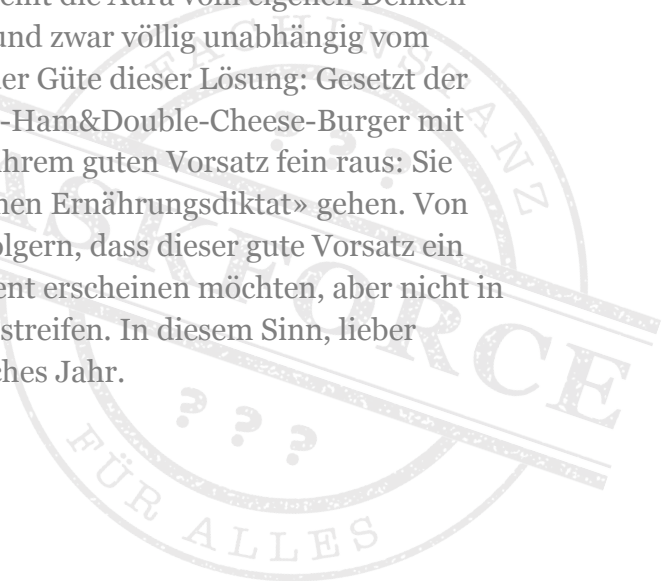 die Aura vom eigenen Denken
und zwar völlig unabhängig vom
er Güte dieser Lösung: Gesetzt der
-Ham&Double-Cheese-Burger mit
hrem guten Vorsatz fein raus: Sie
hen Ernährungsdiktat» gehen. Von
olgern, dass dieser gute Vorsatz ein
ent erscheinen möchten, aber nicht in
streifen. In diesem Sinn, lieber
ches Jahr.
FACHINSTANZ
? ? ?
ASKFORCE
? ? ?
FÜR ALLES